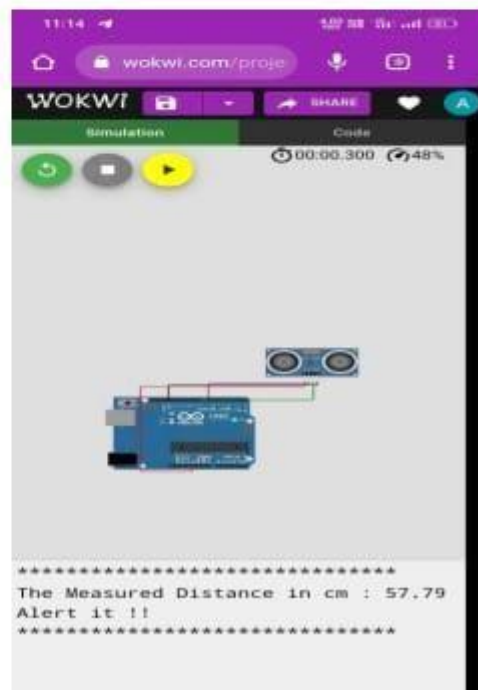 11:14
wokwi.com/proje
WOKWI SHARE A
Simulation Code
00:00.300 48%
*******************************
The Measured Distance in cm : 57.79
Alert it !!
*******************************